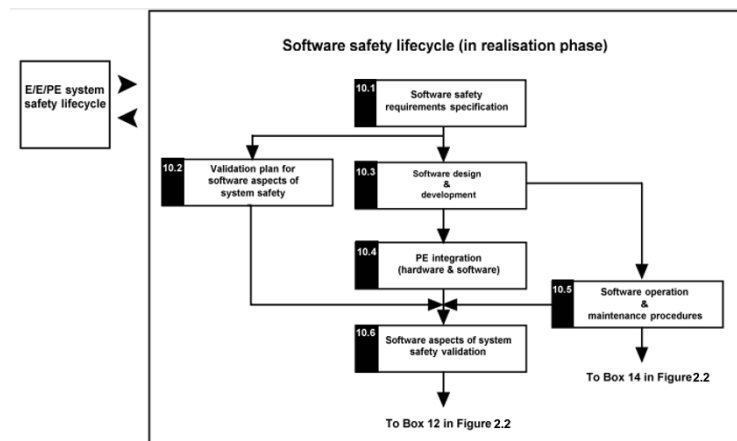 Software safety lifecycle (in realisation phase)
E/E/PE system
safety lifecycle
10.1
Software safety
requirements specification
10.2
Validation plan for
software aspects of
system safety
10.3
Software design
&
development
10.4
PE integration
(hardware & software)
10.5
Software operation
&
maintenance procedures
10.6
Software aspects of system
safety validation
To Box 14 in Figure 2.2
To Box 12 in Figure 2.2